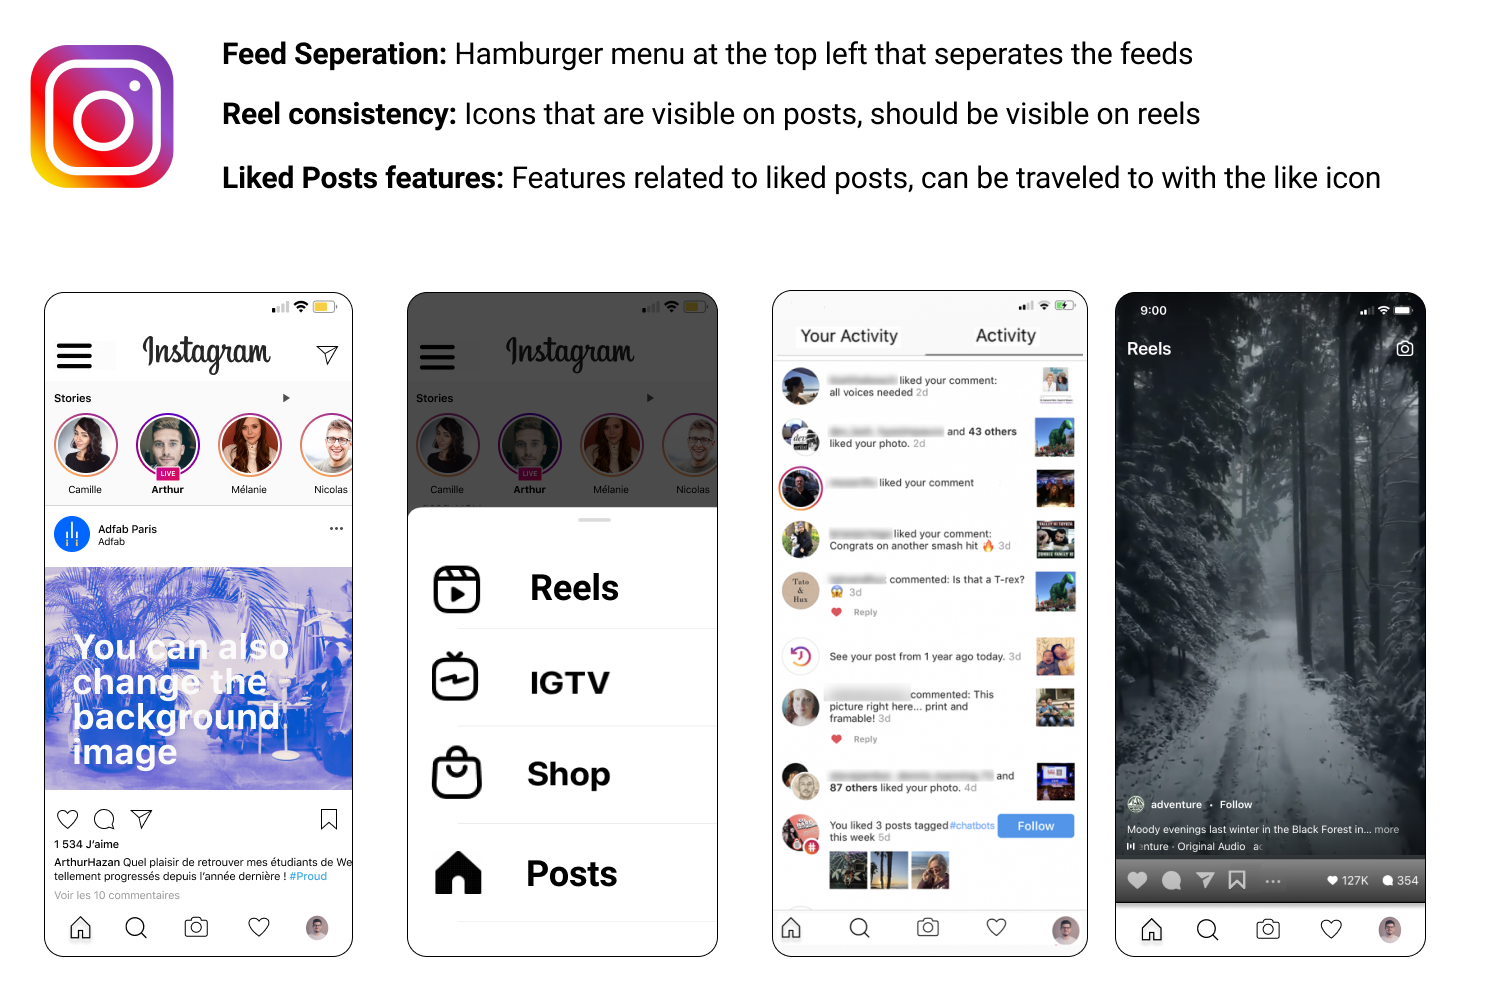 Feed Seperation: Hamburger menu at the top left that seperates the feeds
Reel consistency: Icons that are visible on posts, should be visible on reels
Liked Posts features: Features related to liked posts, can be traveled to with the like icon
Instagram
Stories
LIVE
Camille Arthur Mélanie Nicolas
Adfab Paris
Adfab
You can also
change the
background
image
1 534 J'aime
ArthurHazan Quel plaisir de retrouver mes étudiants de We
tellement progressés depuis l'année dernière ! #Proud
Voir les 10 commentaires
Instagram
Stories
LIVE
Camille Arthur Mélanie Nicolas
Reels
IGTV
Shop
Posts
Your Activity Activity
liked your comment:
all voices needed 2d
and 43 others
liked your photo. 2d
liked your comment
liked your comment:
Congrats on another smash hit 🔥 3d
Tato
&
Hux
commented: Is that a T-rex?
😱 3d
Reply
See your post from 1 year ago today. 3d
commented: This
picture right here... print and
framable! 3d
Reply
and
87 others liked your photo. 4d
You liked 3 posts tagged #chatbots
this week 5d
Follow
9:00
Reels
adventure • Follow
Moody evenings last winter in the Black Forest in... more
enture · Original Audio
127K 354